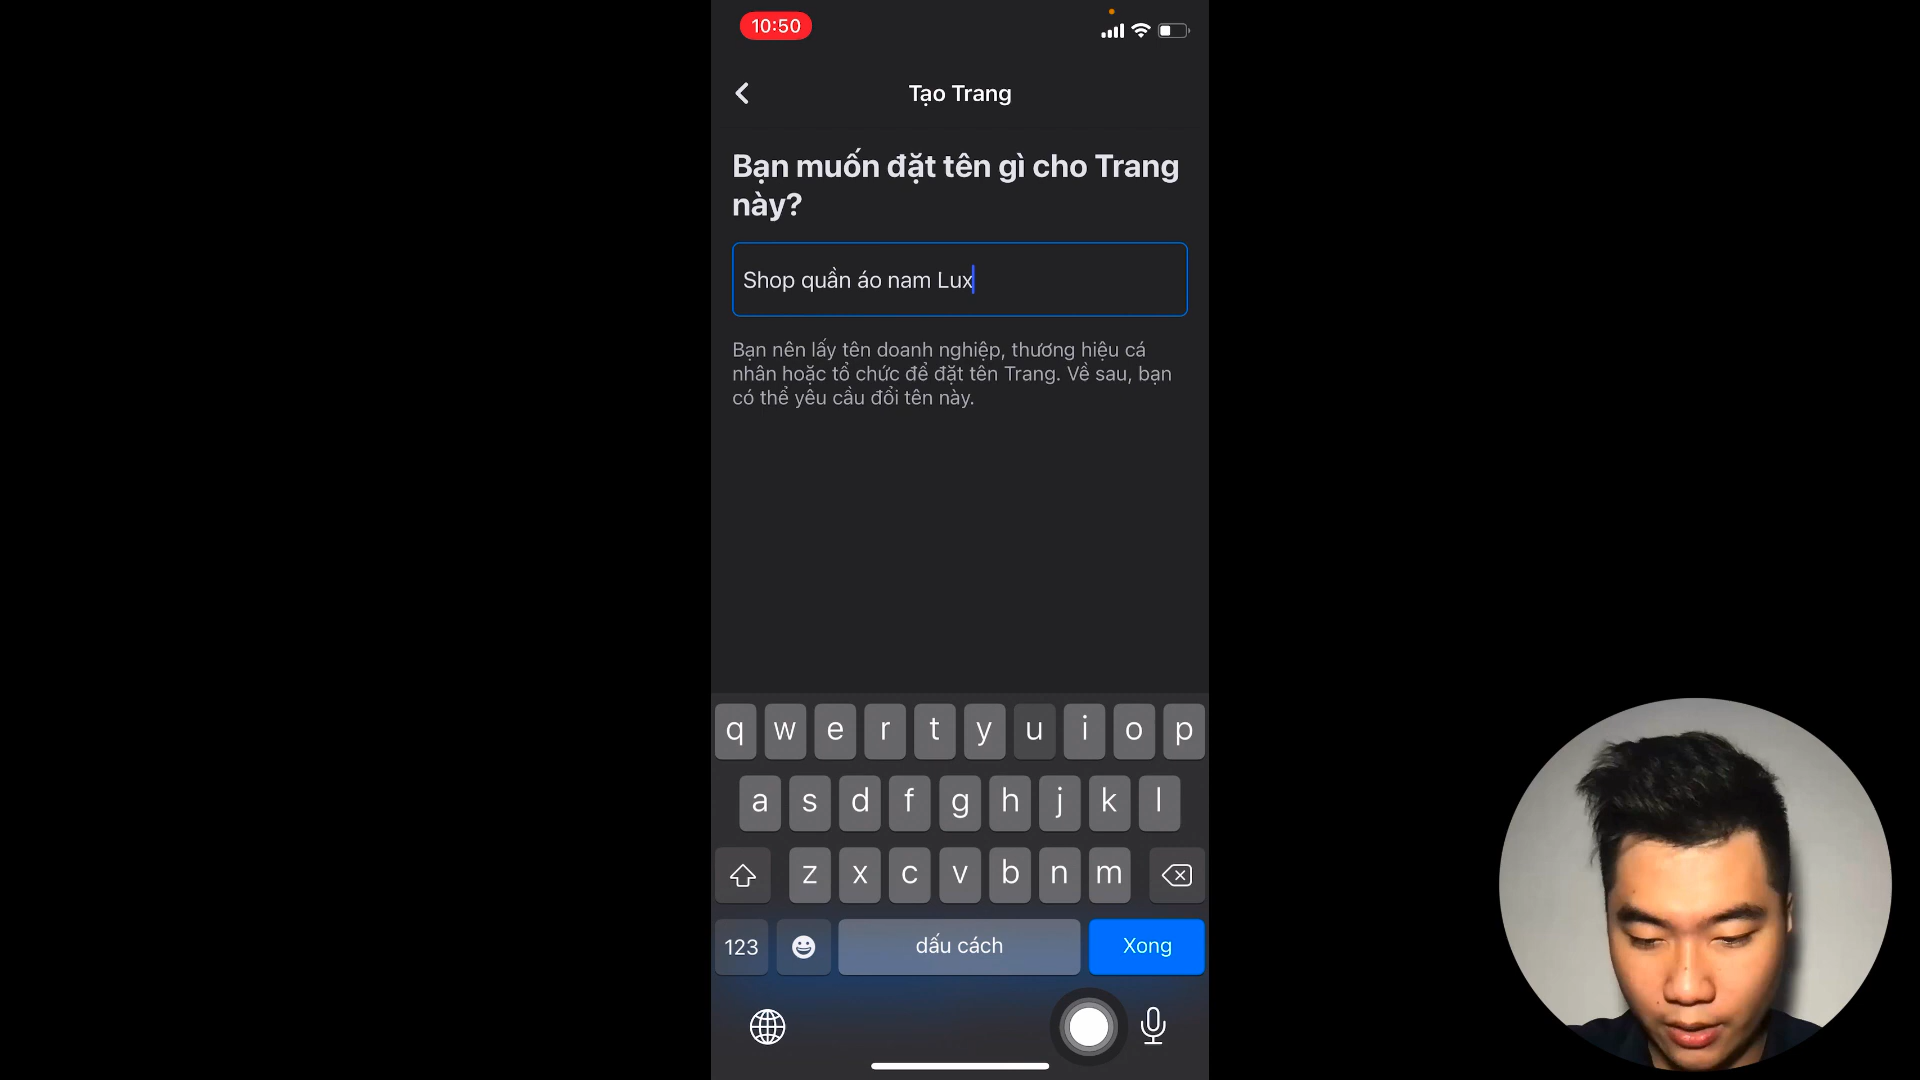 10:50
Tạo Trang
Bạn muốn đặt tên gì cho Trang
này?
Shop quần áo nam Lux
Bạn nên lấy tên doanh nghiệp, thương hiệu cá
nhân hoặc tổ chức để đặt tên Trang. Về sau, bạn
có thể yêu cầu đổi tên này.
q w e r t y u i o p
a s d f g h j k l
z x c v b n m
123 dấu cách Xong